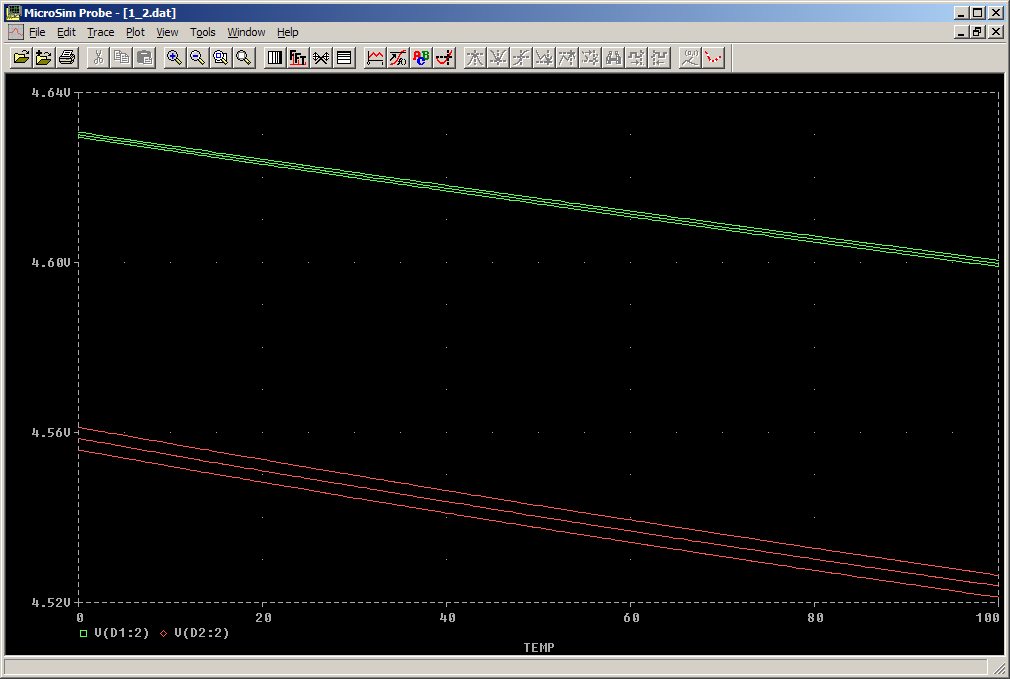 MicroSim Probe - [1_2.dat]
File Edit Trace Plot View Tools Window Help
4.64V
4.60V
4.56V
4.52V
0 20 40 60 80 100
V(D1:2) V(D2:2)
TEMP